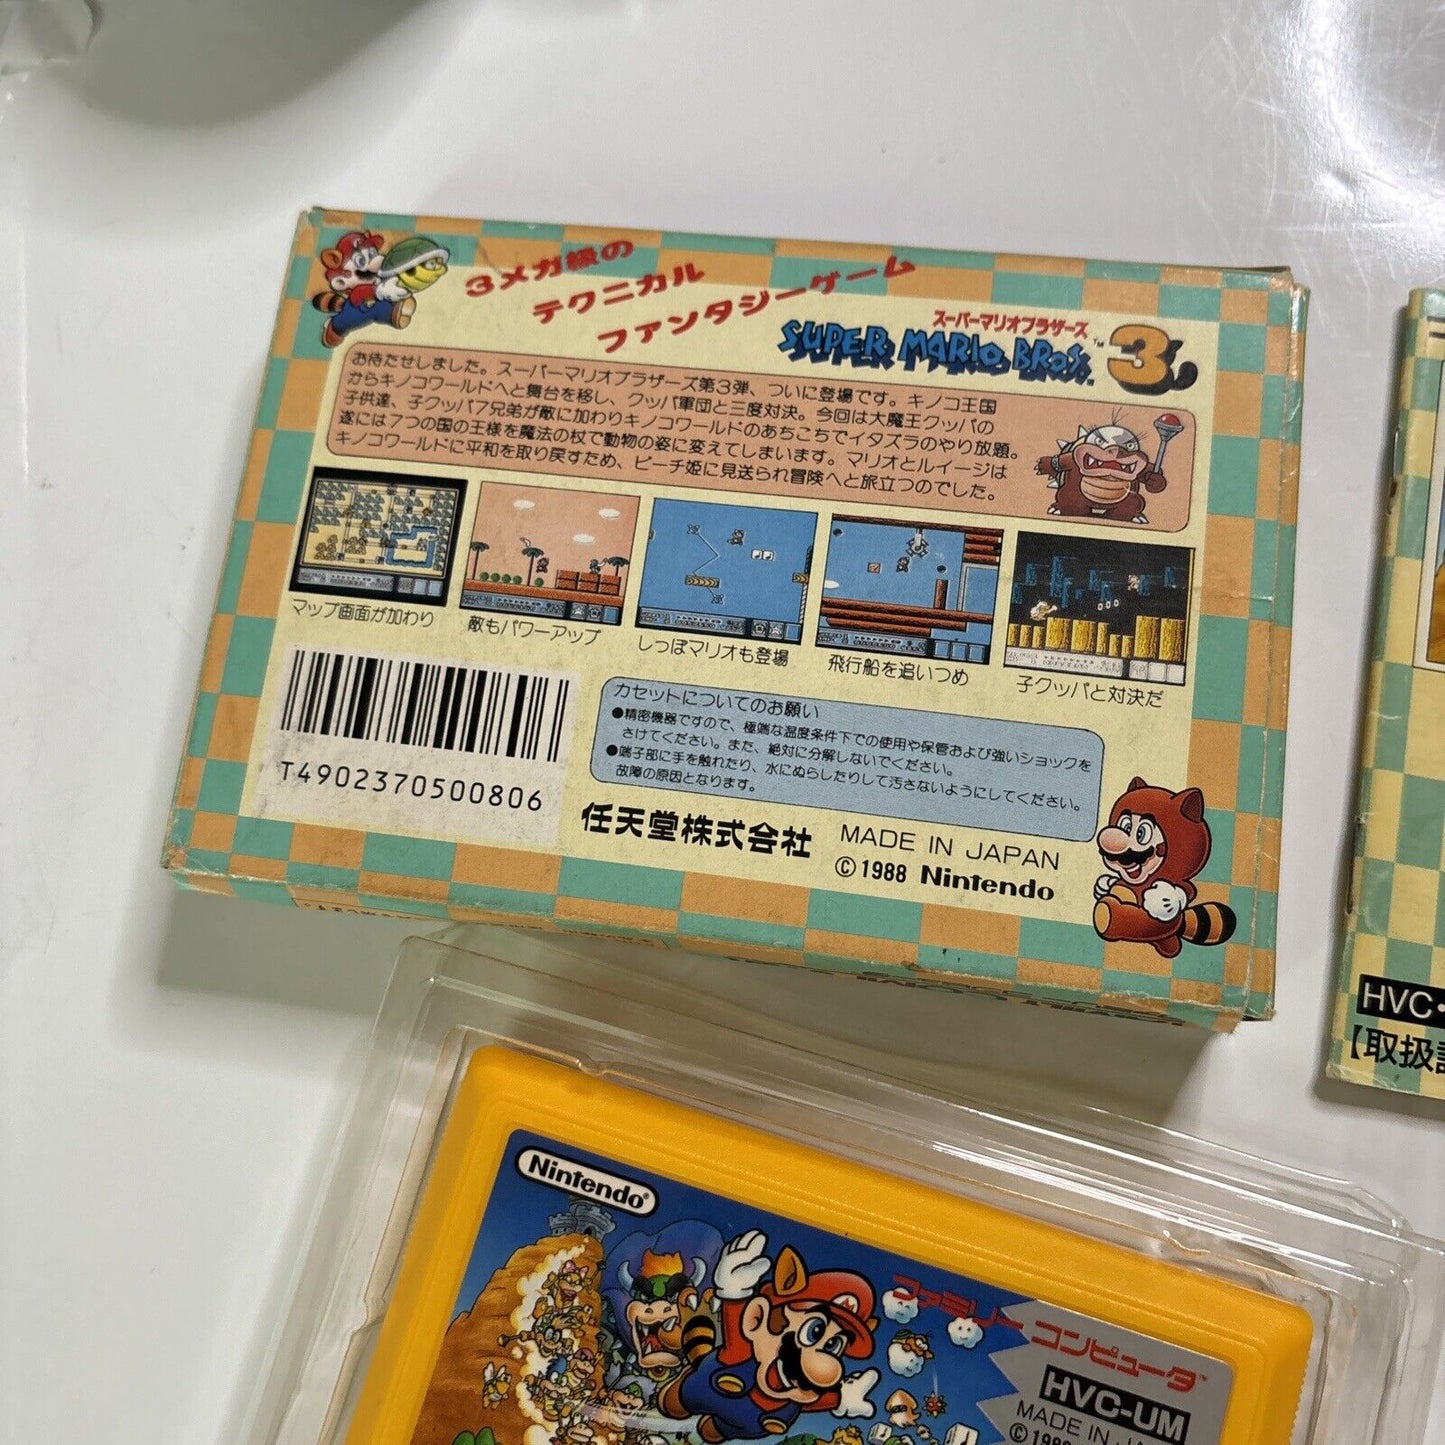 3メガ級の
テクニカル
ファンタジーゲーム
スーパーマリオブラザーズ
SUPER MARIO BROS.™ 3
お待たせしました。スーパーマリオブラザーズ第3弾、ついに登場です。キノコ王国
からキノコワールドへと舞台を移し、クッパ軍団と三度対決。今回は大魔王クッパの
子供達、子クッパ7兄弟が敵に加わりキノコワールドのあちこちでイタズラのやり放題。
遂には7つの国の王様を魔法の杖で動物の姿に変えてしまいます。マリオとルイージは
キノコワールドに平和を取り戻すため、ピーチ姫に見送られ冒険へと旅立つのでした。
マップ画面が加わり
敵もパワーアップ
しっぽマリオも登場
飛行船を追いつめ
子クッパと対決だ
T4902370500806
カセットについてのお願い
●精密機器ですので、極端な温度条件下での使用や保管および強いショックを
さけてください。また、絶対に分解しないでください。
●端子部に手を触れたり、水にぬらしたりして汚さないようにしてください。
故障の原因となります。
任天堂株式会社
MADE IN JAPAN
©1988 Nintendo
HVC-
【取扱
Nintendo
ファミリーコンピュータ™
HVC-UM
MADE IN JA
©1988